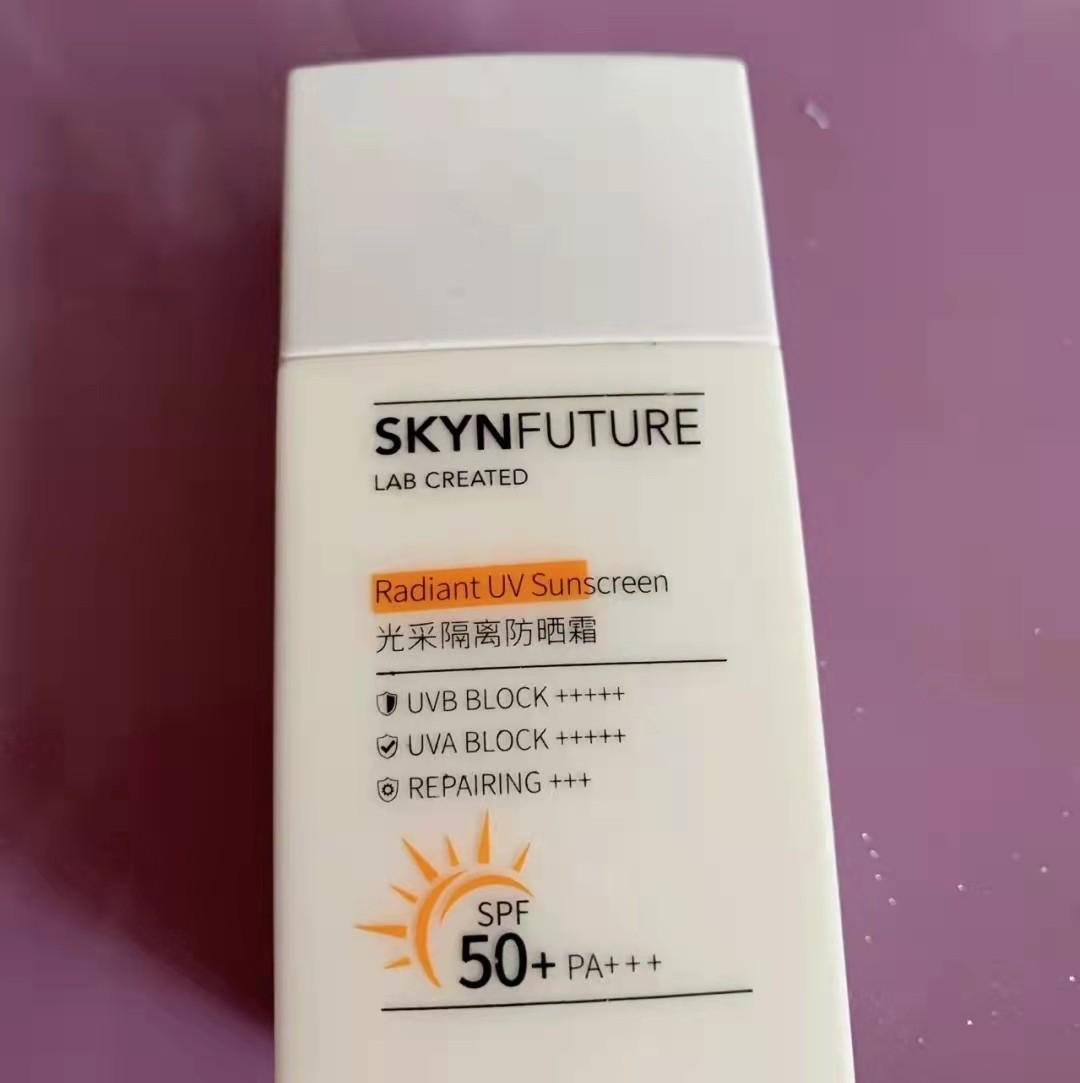 SKYNFUTURE
LAB CREATED
Radiant UV Sunscreen
光采隔离防晒霜
UVB BLOCK +++++
UVA BLOCK +++++
REPAIRING +++
SPF
50+ PA+++